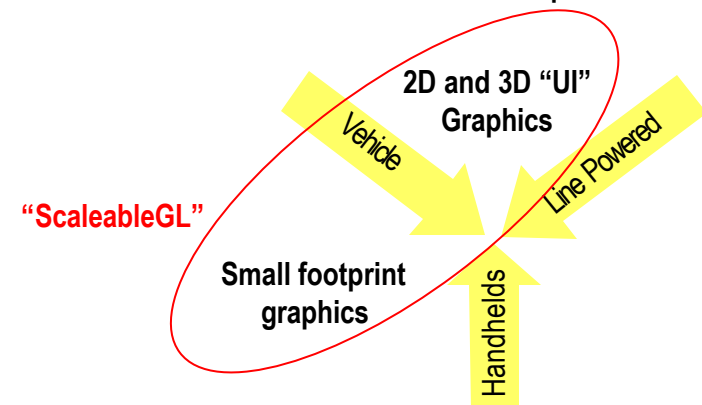 2D and 3D “UI”
Graphics
Vehicle
Line Powered
“ScaleableGL”
Small footprint
graphics
Handhelds